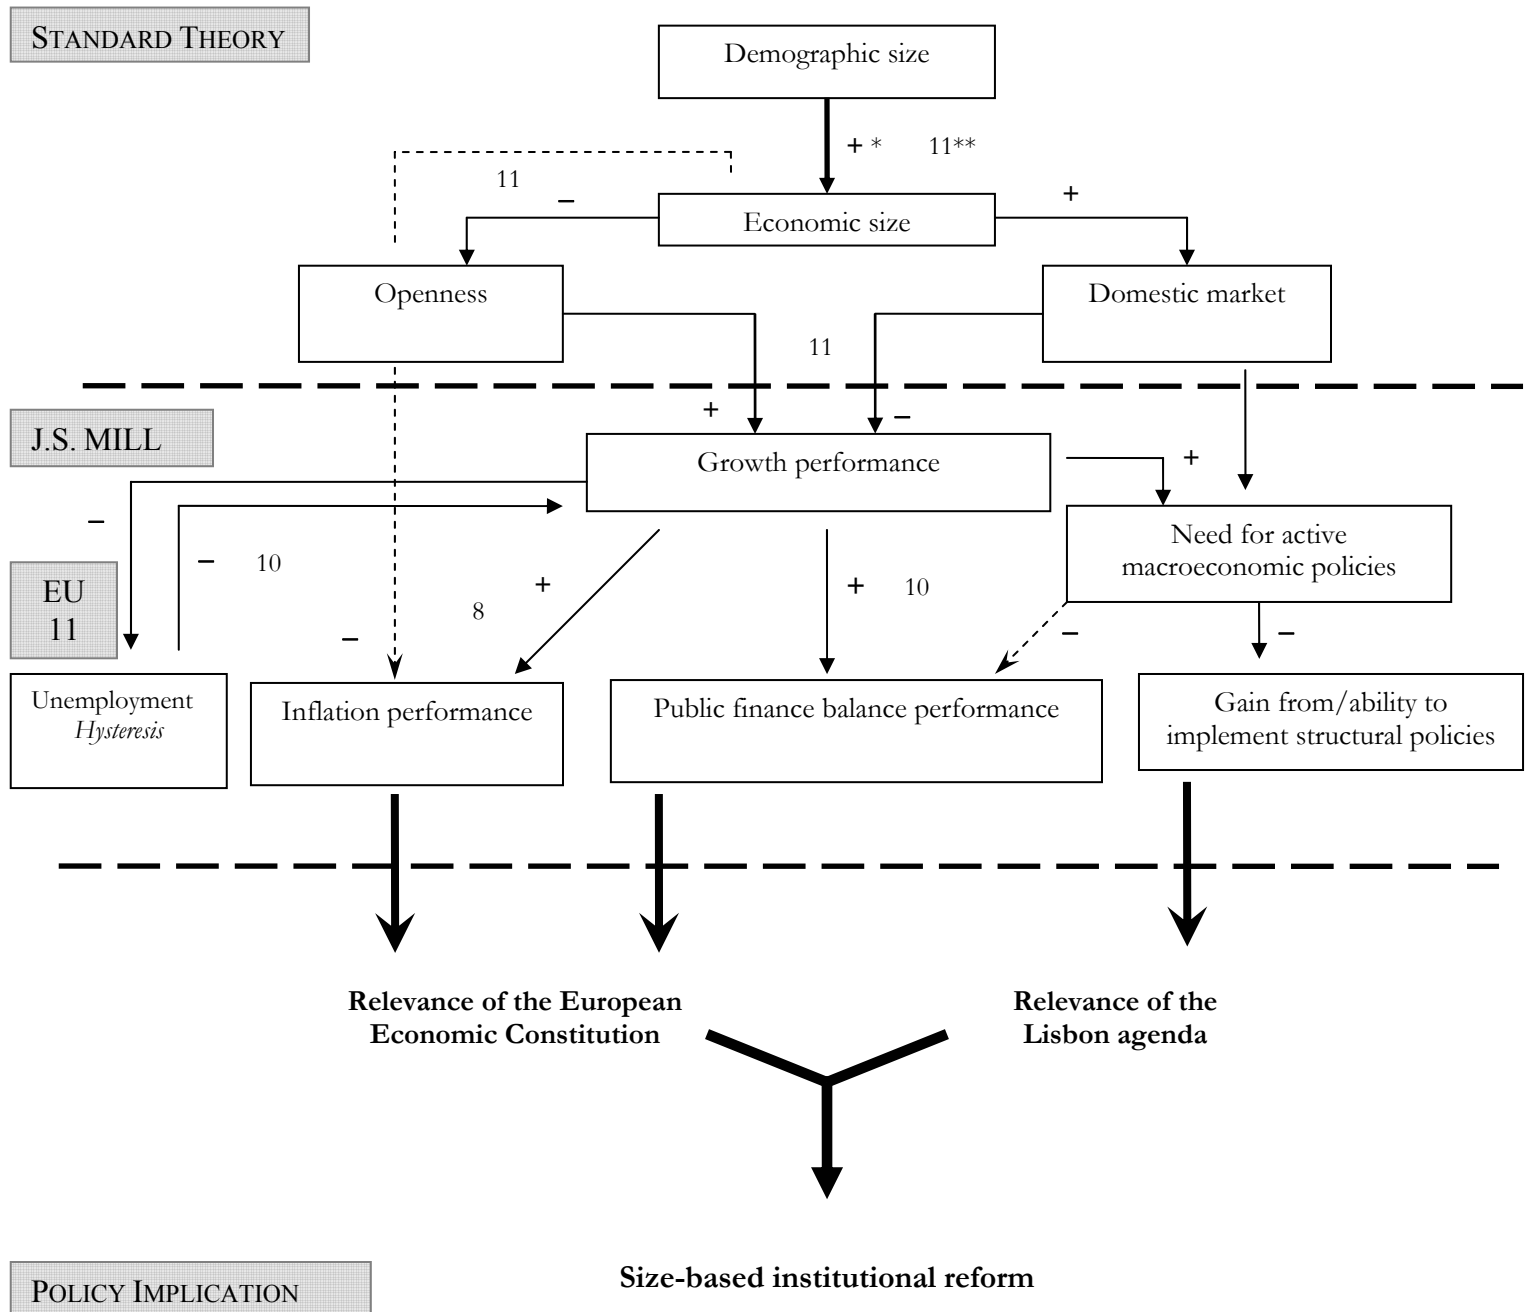 STANDARD THEORY
Demographic size
+ * 11**
11
–
Economic size
+
Openness
Domestic market
11
+
–
J.S. MILL
Growth performance
+
–
Need for active
macroeconomic policies
– 10
EU
11
+
8
+ 10
–
–
–
Unemployment
Hysteresis
Inflation performance
Public finance balance performance
Gain from/ability to
implement structural policies
Relevance of the European
Economic Constitution
Relevance of the
Lisbon agenda
Size-based institutional reform
POLICY IMPLICATION